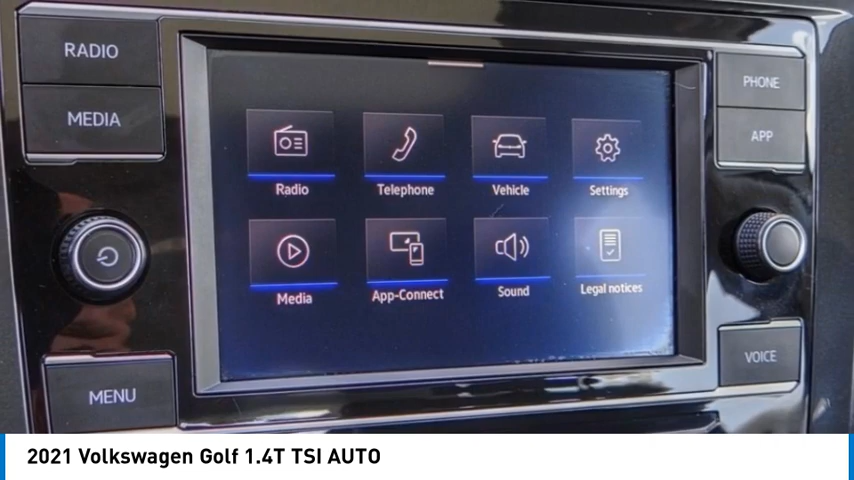 RADIO
MEDIA
MENU
Radio
Telephone
Vehicle
Settings
Media
App-Connect
Sound
Legal notices
PHONE
APP
VOICE
2021 Volkswagen Golf 1.4T TSI AUTO